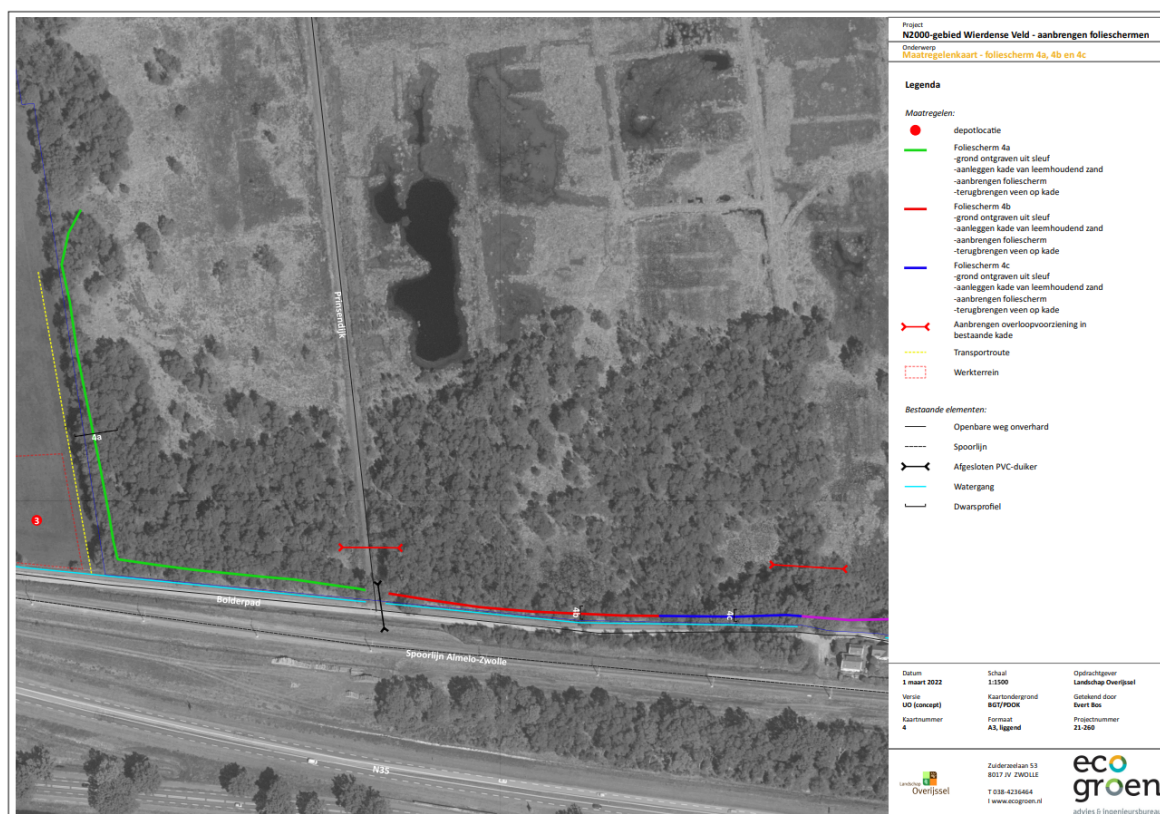 Project
N2000-gebied Wierdense Veld - aanbrengen folieschermen
Onderwerp
Maatregelenkaart - foliescherm 4a, 4b en 4c
Legenda
Maatregelen:
depotlocatie
Foliescherm 4a
-grond ontgraven uit sleuf
-aanleggen kade van leemhoudend zand
-aanbrengen foliescherm
-terugbrengen veen op kade
Foliescherm 4b
-grond ontgraven uit sleuf
-aanleggen kade van leemhoudend zand
-aanbrengen foliescherm
-terugbrengen veen op kade
Foliescherm 4c
-grond ontgraven uit sleuf
-aanleggen kade van leemhoudend zand
-aanbrengen foliescherm
-terugbrengen veen op kade
Aanbrengen overloopvoorziening in
bestaande kade
Transportroute
Werkterrein
Bestaande elementen:
Openbare weg onverhard
Spoorlijn
Afgesloten PVC-duiker
Watergang
Dwarsprofiel
Prinsendijk
4a
3
Bolderpad
4b
4c
Spoorlijn Almelo-Zwolle
N35
Datum
1 maart 2022
Schaal
1:1500
Opdrachtgever
Landschap Overijssel
Versie
UO (concept)
Kaartondergrond
BGT/PDOK
Getekend door
Evert Bos
Kaartnummer
4
Formaat
A3, liggend
Projectnummer
21-260
Landschap
Overijssel
Zuiderzeelaan 53
8017 JV ZWOLLE
T 038-4236464
I www.ecogroen.nl
eco
groen
advies & ingenieursbureau